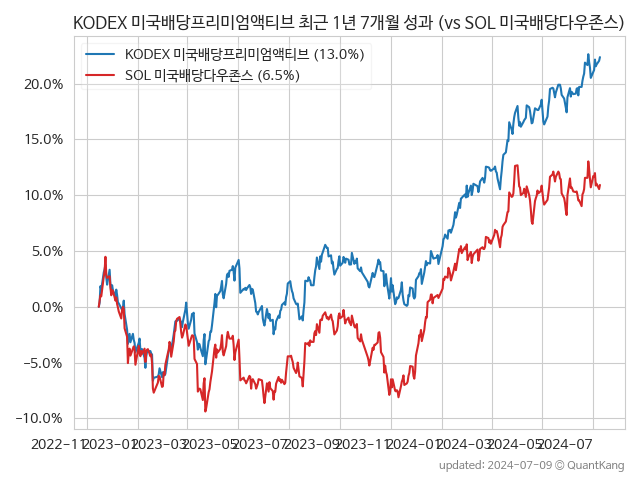 KODEX 미국배당프리미엄액티브 최근 1년 7개월 성과 (vs SOL 미국배당다우존스)
KODEX 미국배당프리미엄액티브 (13.0%)
SOL 미국배당다우존스 (6.5%)
20.0%
15.0%
10.0%
5.0%
0.0%
−5.0%
−10.0%
2022-11 2023-01 2023-03 2023-05 2023-07 2023-09 2023-11 2024-01 2024-03 2024-05 2024-07
updated: 2024-07-09 © QuantKang